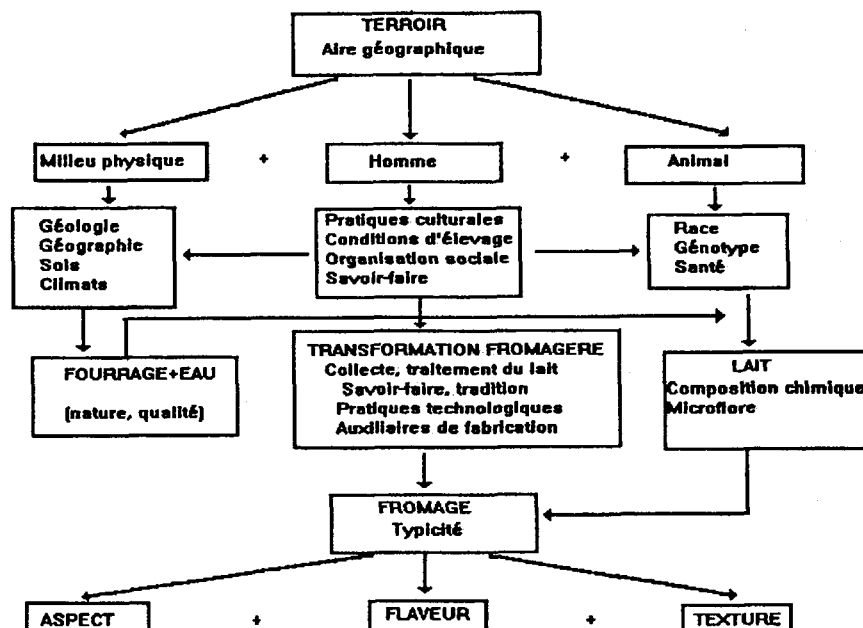 TERROIR
Aire géographique
Milieu physique + Homme + Animal
Géologie
Géographie
Sols
Climats
Pratiques culturales
Conditions d'élevage
Organisation sociale
Savoir-faire
Race
Génotype
Santé
FOURRAGE+EAU
(nature, qualité)
TRANSFORMATION FROMAGERE
Collecte, traitement du lait
Savoir-faire, tradition
Pratiques technologiques
Auxiliaires de fabrication
LAIT
Composition chimique
Microflore
FROMAGE
Typicité
ASPECT + FLAVEUR + TEXTURE